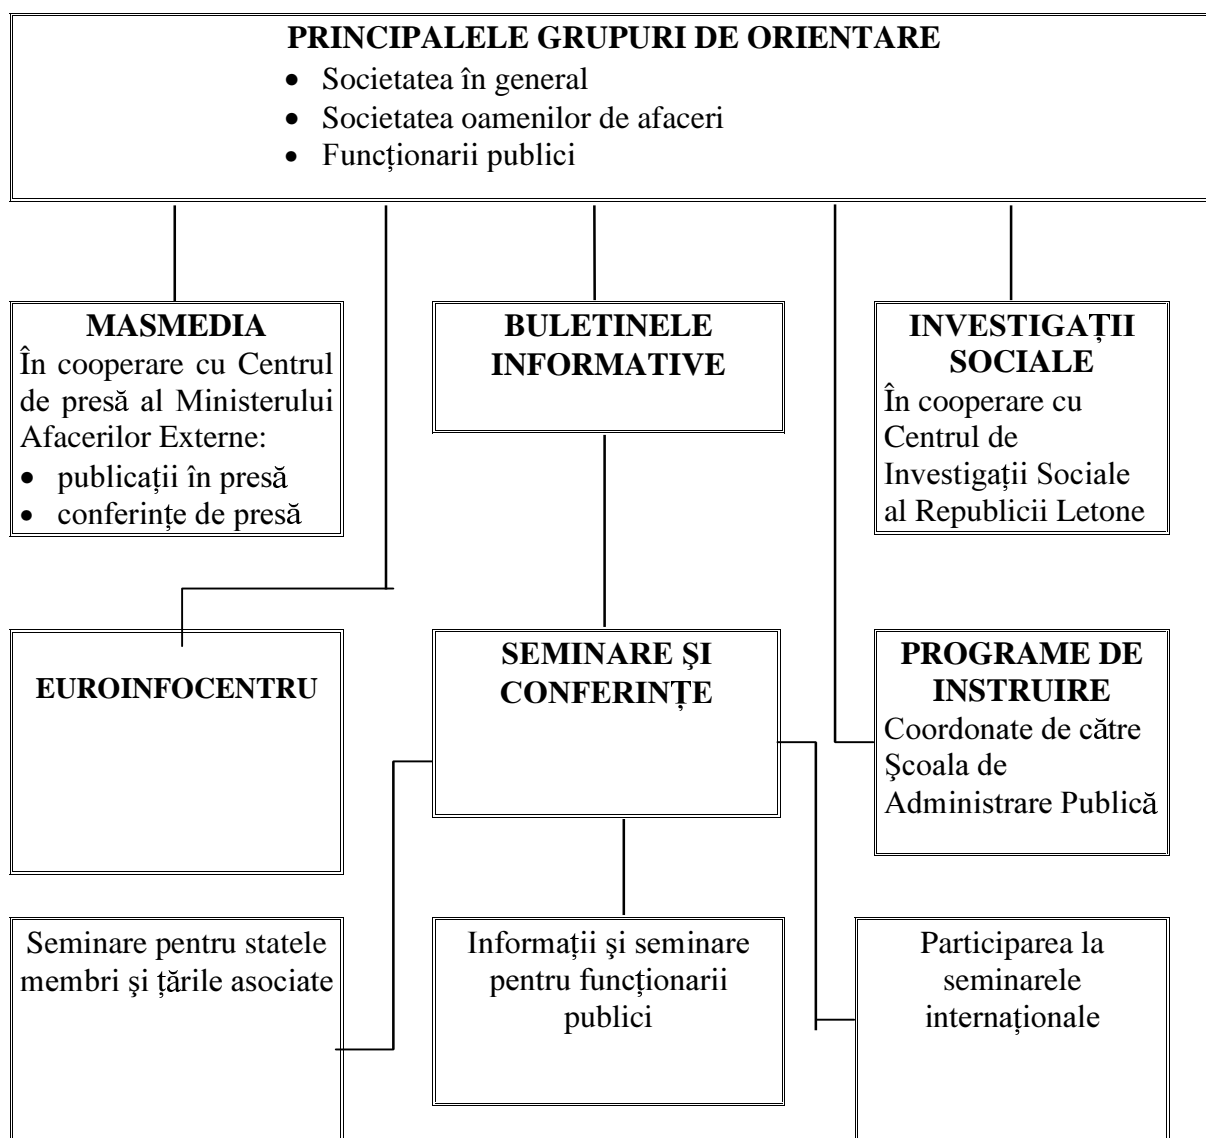 PRINCIPALELE GRUPURI DE ORIENTARE
• Societatea în general
• Societatea oamenilor de afaceri
• Funcționarii publici
MASMEDIA
În cooperare cu Centrul
de presă al Ministerului
Afacerilor Externe:
• publicații în presă
• conferințe de presă
BULETINELE
INFORMATIVE
INVESTIGAȚII
SOCIALE
În cooperare cu
Centrul de
Investigații Sociale
al Republicii Letone
EUROINFOCENTRU
SEMINARE ŞI
CONFERINȚE
PROGRAME DE
INSTRUIRE
Coordonate de către
Şcoala de
Administrare Publică
Seminare pentru statele
membri şi țările asociate
Informații şi seminare
pentru funcționarii
publici
Participarea la
seminarele
internaționale